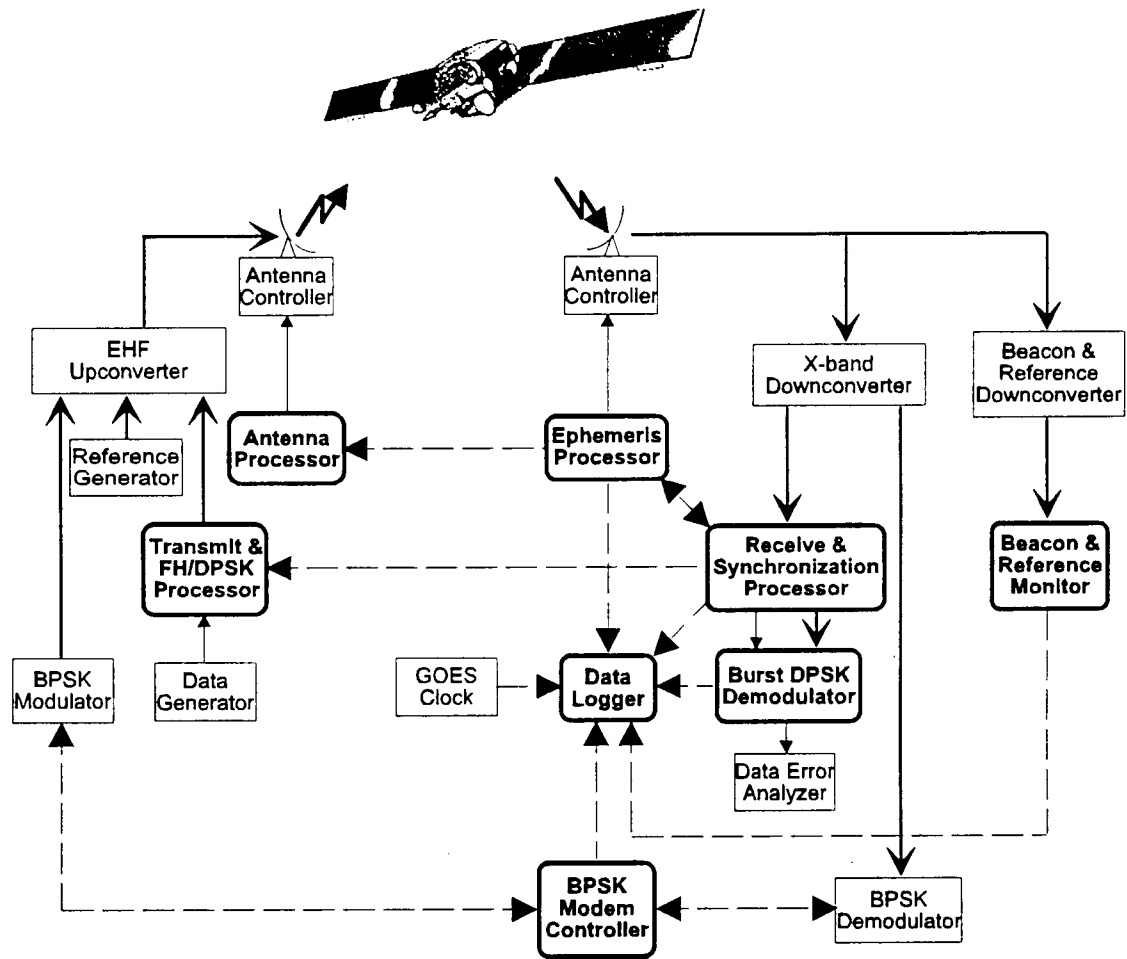 Antenna
Controller
Antenna
Controller
EHF
Upconverter
X-band
Downconverter
Beacon &
Reference
Downconverter
Reference
Generator
Antenna
Processor
Ephemeris
Processor
Transmit &
FH/DPSK
Processor
Receive &
Synchronization
Processor
Beacon &
Reference
Monitor
BPSK
Modulator
Data
Generator
GOES
Clock
Data
Logger
Burst DPSK
Demodulator
Data Error
Analyzer
BPSK
Modem
Controller
BPSK
Demodulator